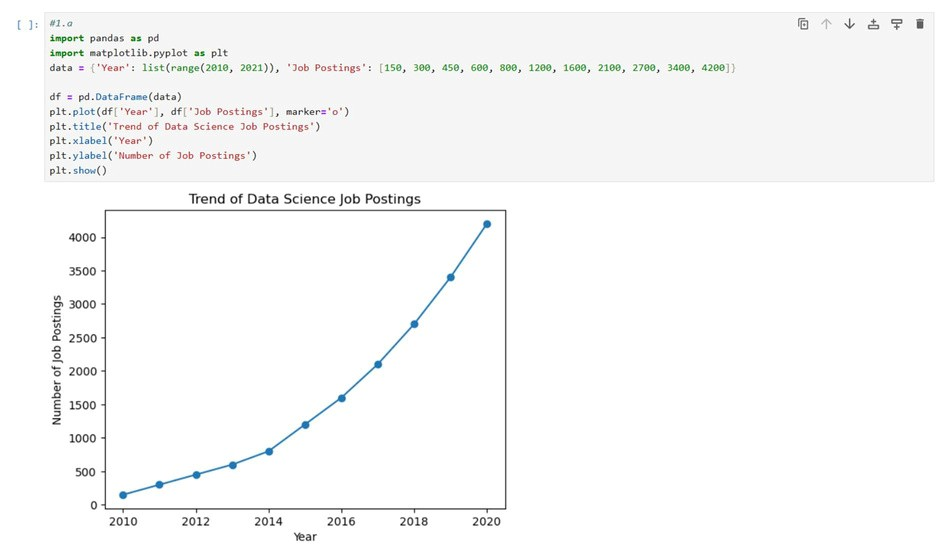 [ ]:
#1.a
import pandas as pd
import matplotlib.pyplot as plt
data = {'Year': list(range(2010, 2021)), 'Job Postings': [150, 300, 450, 600, 800, 1200, 1600, 2100, 2700, 3400, 4200]}
df = pd.DataFrame(data)
plt.plot(df['Year'], df['Job Postings'], marker='o')
plt.title('Trend of Data Science Job Postings')
plt.xlabel('Year')
plt.ylabel('Number of Job Postings')
plt.show()
Trend of Data Science Job Postings
Number of Job Postings
4000
3500
3000
2500
2000
1500
1000
500
0
2010 2012 2014 2016 2018 2020
Year